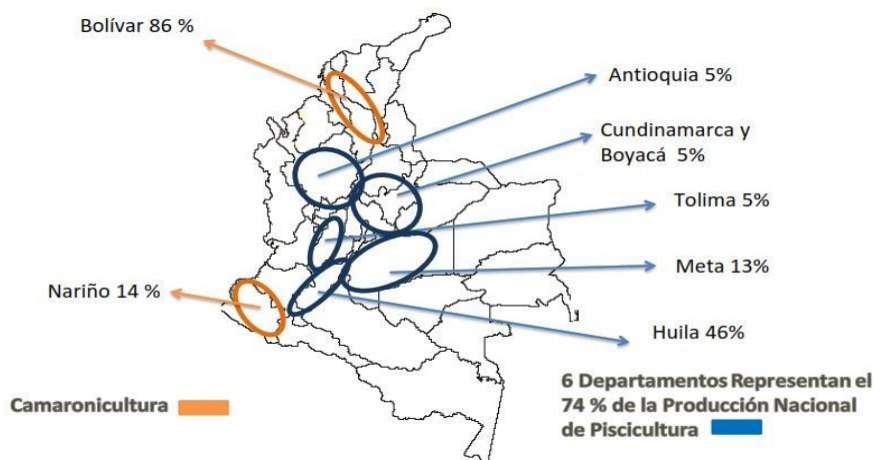 Bolívar 86 %
Antioquia 5%
Cundinamarca y
Boyacá 5%
Tolima 5%
Meta 13%
Nariño 14 %
Huila 46%
Camaronicultura
6 Departamentos Representan el
74 % de la Producción Nacional
de Piscicultura